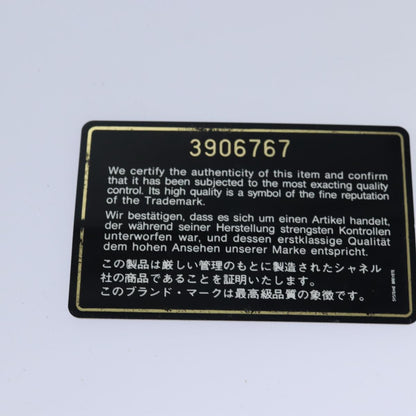 3906767
We certify the authenticity of this item and confirm
that it has been subjected to the most exacting quality
control. Its high quality is a symbol of the fine reputation
of the Trademark.
Wir bestätigen, dass es sich um einen Artikel handelt,
der während seiner Herstellung strengsten Kontrollen
unterworfen war, und dessen erstklassige Qualität
dem hohen Ansehen unserer Marke entspricht.
この製品は厳しい管理のもとに製造されたシャネル
社の商品であることを証明いたします。
このブランド・マークは最高級品質の象徴です。